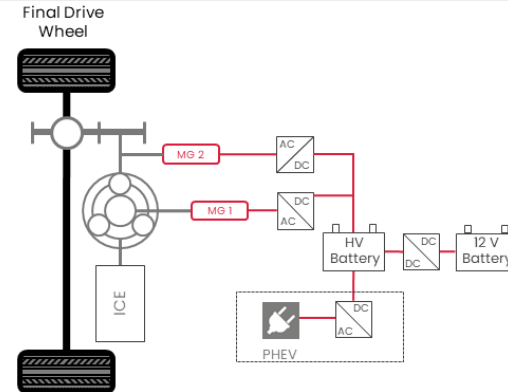 Final Drive
Wheel
MG 2
AC
DC
MG 1
DC
AC
HV
Battery
DC
DC
12 V
Battery
ICE
DC
AC
PHEV